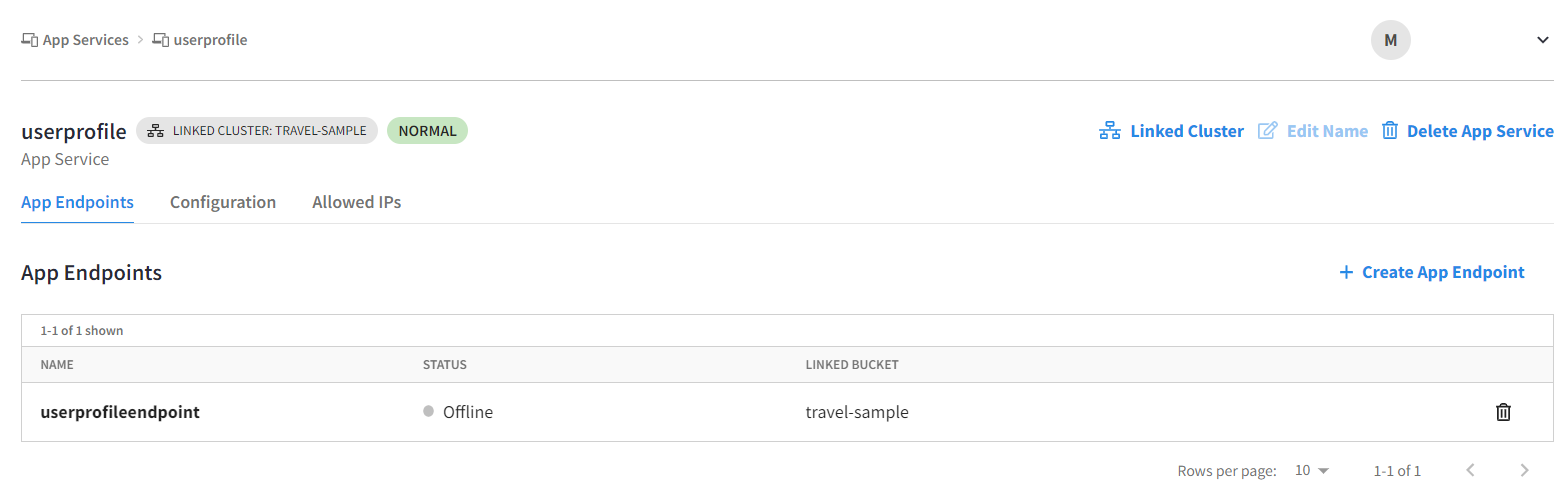 App Services > userprofile
M
userprofile LINKED CLUSTER: TRAVEL-SAMPLE NORMAL
Linked Cluster Edit Name Delete App Service
App Service
App Endpoints Configuration Allowed IPs
App Endpoints
+ Create App Endpoint
1-1 of 1 shown
NAME STATUS LINKED BUCKET
userprofileendpoint Offline travel-sample
Rows per page: 10 1-1 of 1